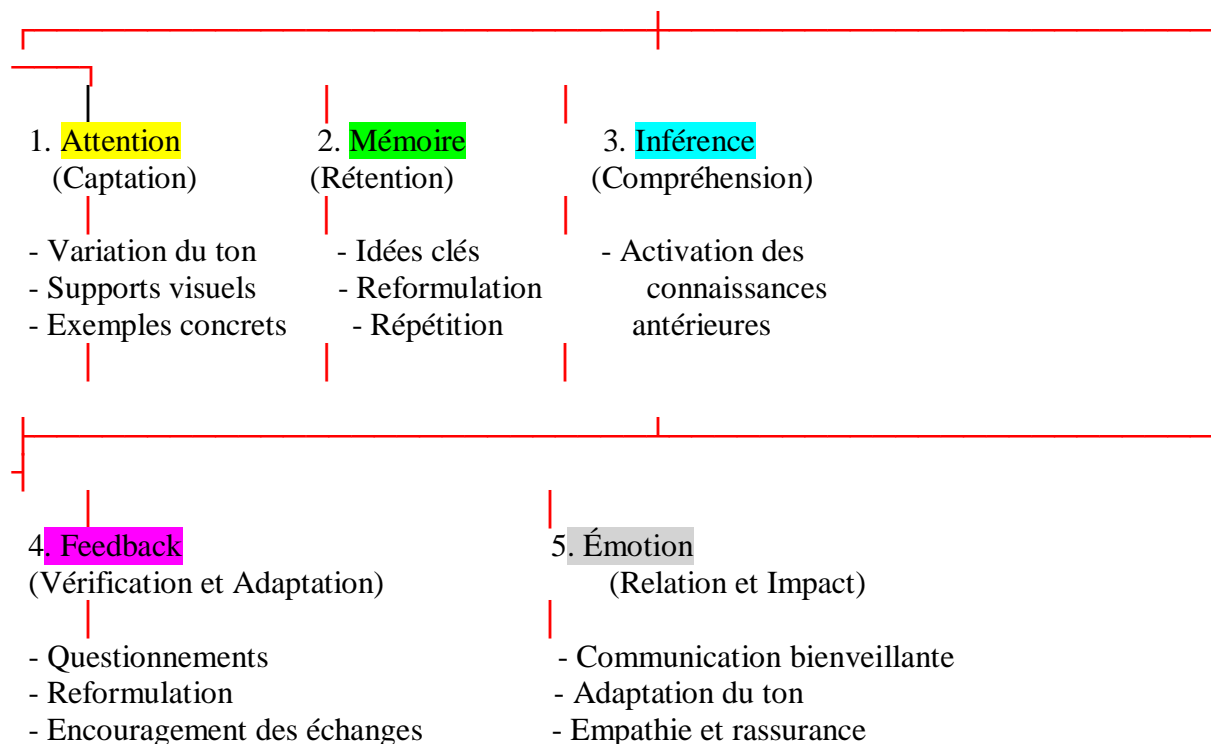 1. Attention 2. Mémoire 3. Inférence
(Captation) (Rétention) (Compréhension)
- Variation du ton - Idées clés - Activation des
- Supports visuels - Reformulation connaissances
- Exemples concrets - Répétition antérieures
4. Feedback 5. Émotion
(Vérification et Adaptation) (Relation et Impact)
- Questionnements - Communication bienveillante
- Reformulation - Adaptation du ton
- Encouragement des échanges - Empathie et rassurance